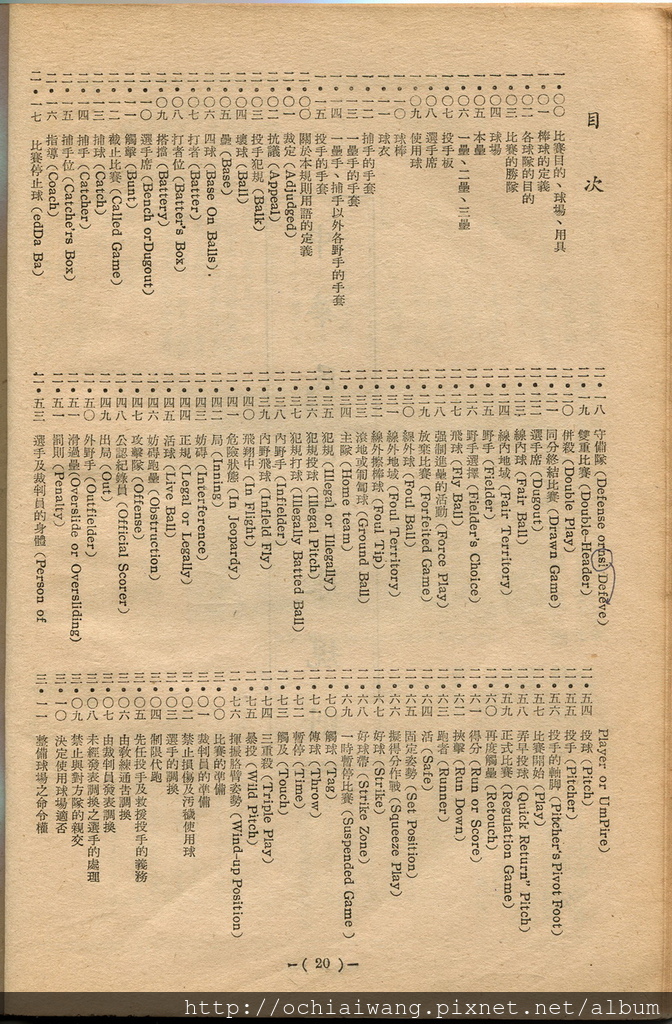 目次
一•〇〇 比賽目的、球場、用具
一•〇一 棒球的定義
一•〇二 各球隊的目的
一•〇三 比賽的勝隊
一•〇四 球場
一•〇五 本壘
一•〇六 一壘、二壘、三壘
一•〇七 投手板
一•〇八 選手席
一•〇九 使用球
一•一〇 球棒
一•一一 球衣
一•一二 捕手的手套
一•一三 一壘手的手套
一•一四 一壘手、捕手以外各野手的手套
一•一五 投手的手套
二•〇〇 關於本規則用語的定義
二•〇一 裁定 (Adjudged)
二•〇二 抗議 (Appeal)
二•〇三 投手犯規 (Balk)
二•〇四 壞球 (Ball)
二•〇五 壘 (Base)
二•〇六 四球 (Base On Balls).
二•〇七 打者 (Batter)
二•〇八 打者位 (Batter's Box)
二•〇九 搭擋 (Battery)
二•一〇 選手席 (Bench orDugout)
二•一一 觸擊 (Bunt)
二•一二 截止比賽 (Called Game)
二•一三 捕球 (Catch)
二•一四 捕手 (Catcher)
二•一五 捕手位 (Catche'rs Box)
二•一六 指導 (Coach)
二•一七 比賽停止球 (edDa Ba)
二•一八 守備隊 (Defense orusi Defeve)
二•一九 雙重比賽 (Double-Header)
二•二〇 併殺 (Double Play)
二•二一 同分終結比賽 (Drawn Game)
二•二二 選手席 (Dugout)
二•二三 線內球 (Fair Ball)
二•二四 線內地域 (Fair Territory)
二•二五 野手 (Fielder)
二•二六 野手選擇 (Fielder's Choice)
二•二七 飛球 (Fly Ball)
二•二八 强制進壘的活動 (Force Play)
二•二九 放棄比賽 (Forfeited Game)
二•三〇 線外球 (Foul Ball)
二•三一 線外地域 (Foul Territory)
二•三二 線外擦棒球 (Foul Tip)
二•三三 滾地或匍匐球 (Ground Ball)
二•三四 主隊 (Home team)
二•三五 犯規 (Illegal or Illegally)
二•三六 犯規投球 (Illegal Pitch)
二•三七 犯規打球 (Illegally Batted Ball)
二•三八 內野手 (Infielder)
二•三九 內野飛球 (Infield Fly)
二•四〇 飛翔中 (In Flight)
二•四一 危險狀態 (In Jeopardy)
二•四二 局 (Inning)
二•四三 妨碍 (Interference)
二•四四 正規 (Legal or Legally)
二•四五 活球 (Live Ball)
二•四六 妨碍跑壘 (Obstruction)
二•四七 攻擊隊 (Offense)
二•四八 公認紀錄員 (Official Scorer)
二•四九 出局 (Out)
二•五〇 外野手 (Outfielder)
二•五一 滑過壘 (Overslide or Oversliding)
二•五二 罰則 (Penalty)
二•五三 選手及裁判員的身體 (Person of
Player or UmPire)
二•五四 投球 (Pitch)
二•五五 投手 (Pitcher)
二•五六 投手的軸脚 (Pitcher's Pivot Foot)
二•五七 比賽開始 (Play)
二•五八 弄早投球 (Quick Return" Pitch)
二•五九 正式比賽 (Regulation Game)
二•六〇 再度觸壘 (Retouch)
二•六一 得分 (Run or Score)
二•六二 挾擊 (Run Down)
二•六三 跑者 (Runner)
二•六四 活 (Safe)
二•六五 固定姿勢 (Set Position)
二•六六 擬得分作戰 (Squeeze Play)
二•六七 好球 (Strike)
二•六八 好球帶 (Strike Zone)
二•六九 一時暫停比賽 (Suspended Game)
二•七〇 觸球 (Tag)
二•七一 傳球 (Throw)
二•七二 暫停 (Time)
二•七三 觸及 (Touch)
二•七四 三重殺 (Triple Play)
二•七五 暴投 (Wild Pitch)
二•七六 揮振胳臂姿勢 (Wind-up Position)
三•〇〇 比賽的準備
三•〇一 裁判員的準備
三•〇二 禁止損傷及汚穢使用球
三•〇三 選手的調換
三•〇四 制限代跑
三•〇五 先任投手及救援投手的義務
三•〇六 由教練通告調換
三•〇七 由裁判員發表調換
三•〇八 未經發表調換之選手的處理
三•〇九 禁止與對方隊的親交
三•一〇 決定使用球場適否
三•一一 整備球場之命令權
—( 20 )—
http://ochiaiwang.pixnet.net/album